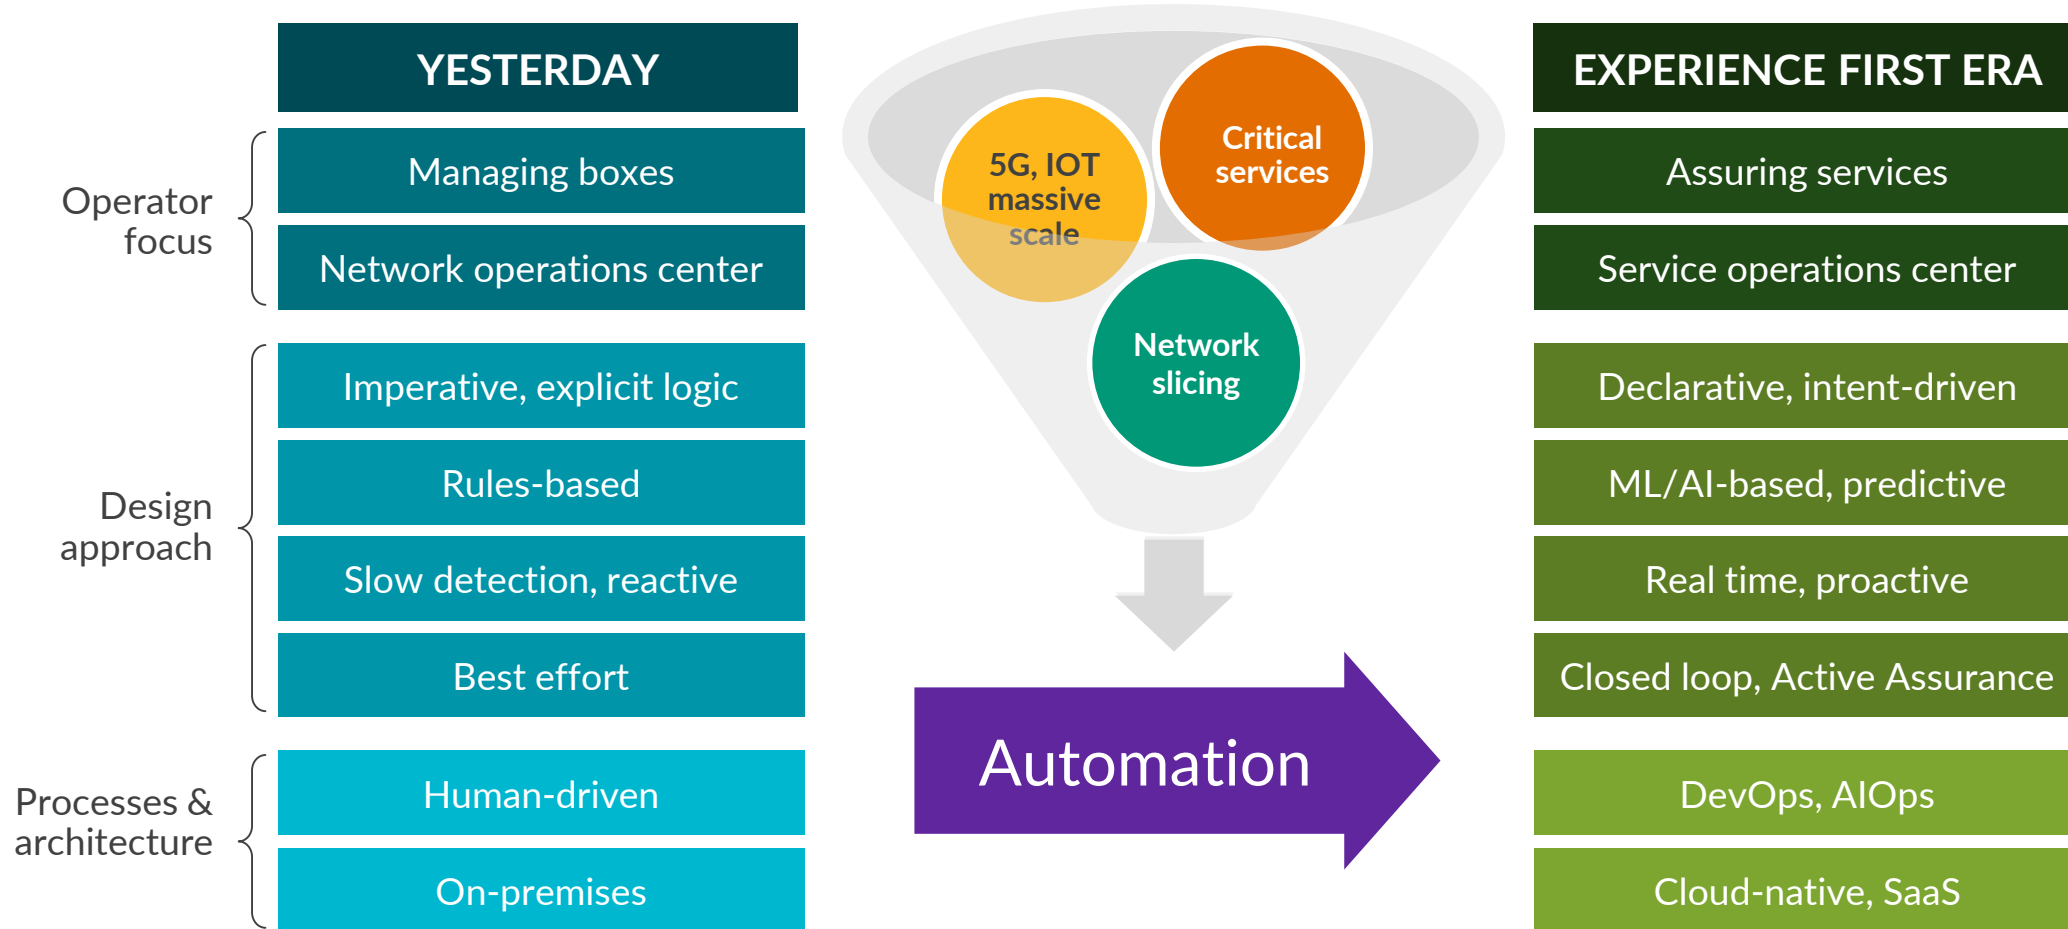 YESTERDAY
EXPERIENCE FIRST ERA
Operator
focus
Managing boxes
Network operations center
Design
approach
Imperative, explicit logic
Rules-based
Slow detection, reactive
Best effort
Processes &
architecture
Human-driven
On-premises
5G, IOT
massive
scale
Critical
services
Network
slicing
Automation
Assuring services
Service operations center
Declarative, intent-driven
ML/AI-based, predictive
Real time, proactive
Closed loop, Active Assurance
DevOps, AIOps
Cloud-native, SaaS